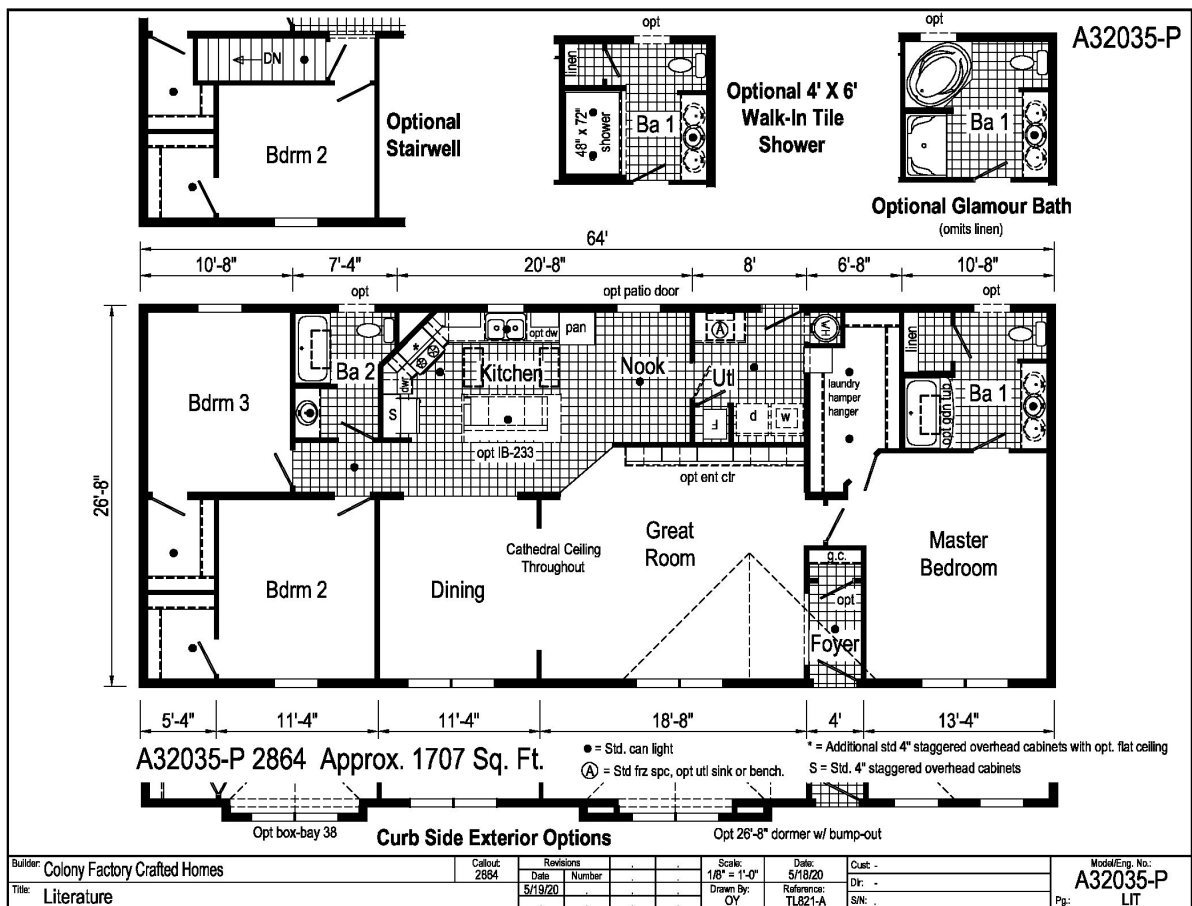 opt
opt
A32035-P
DN
linen
Optional 4' X 6'
Walk-In Tile
Shower
Optional
Stairwell
48" x 72"
shower
Ba 1
Ba 1
Bdrm 2
Optional Glamour Bath
(omits linen)
64'
10'-8"
7'-4"
20'-8"
8'
6'-8"
10'-8"
opt
opt patio door
opt
opt dw
pan
A
WH
linen
*
Ba 2
Kitchen
Nook
Utl
laundry
hamper
hanger
Ba 1
opt gdn tub
Bdrm 3
dwr
S
F
d
w
opt IB-233
opt ent ctr
26'-8"
Great
Room
Cathedral Ceiling
Throughout
Master
Bedroom
g.c.
Bdrm 2
Dining
opt
Foyer
5'-4"
11'-4"
11'-4"
18'-8"
4'
13'-4"
A32035-P 2864 Approx. 1707 Sq. Ft.
● = Std. can light
Ⓐ = Std frz spc, opt utl sink or bench.
* = Additional std 4" staggered overhead cabinets with opt. flat ceiling
S = Std. 4" staggered overhead cabinets
Opt box-bay 38
Curb Side Exterior Options
Opt 26'-8" dormer w/ bump-out
Builder: Colony Factory Crafted Homes
Title: Literature
Callout:
2864
Revisions
Date Number
5/19/20
Scale:
1/8" = 1'-0"
Drawn By:
OY
Date:
5/18/20
Reference:
TL821-A
Cust: -
Dir: -
S/N: .
Model/Eng. No.:
A32035-P
Pg.: LIT